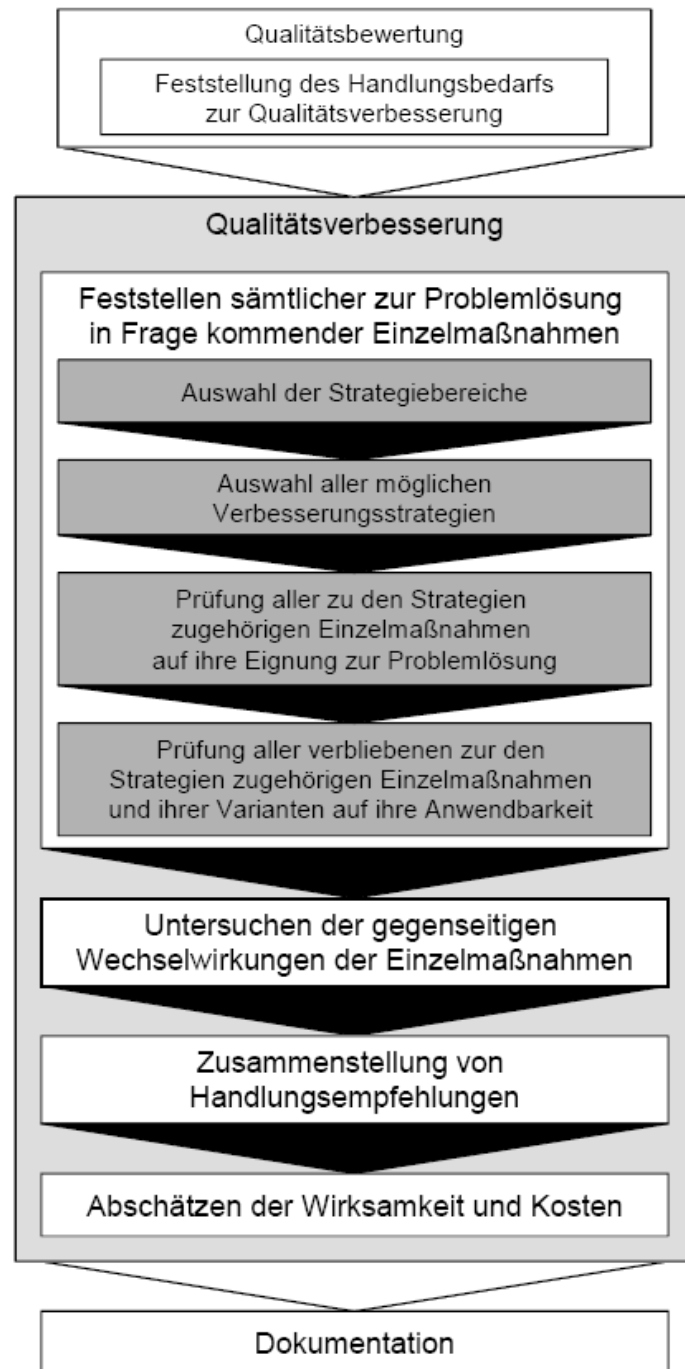 Qualitätsbewertung
Feststellung des Handlungsbedarfs
zur Qualitätsverbesserung
Qualitätsverbesserung
Feststellen sämtlicher zur Problemlösung
in Frage kommender Einzelmaßnahmen
Auswahl der Strategiebereiche
Auswahl aller möglichen
Verbesserungsstrategien
Prüfung aller zu den Strategien
zugehörigen Einzelmaßnahmen
auf ihre Eignung zur Problemlösung
Prüfung aller verbliebenen zur den
Strategien zugehörigen Einzelmaßnahmen
und ihrer Varianten auf ihre Anwendbarkeit
Untersuchen der gegenseitigen
Wechselwirkungen der Einzelmaßnahmen
Zusammenstellung von
Handlungsempfehlungen
Abschätzen der Wirksamkeit und Kosten
Dokumentation